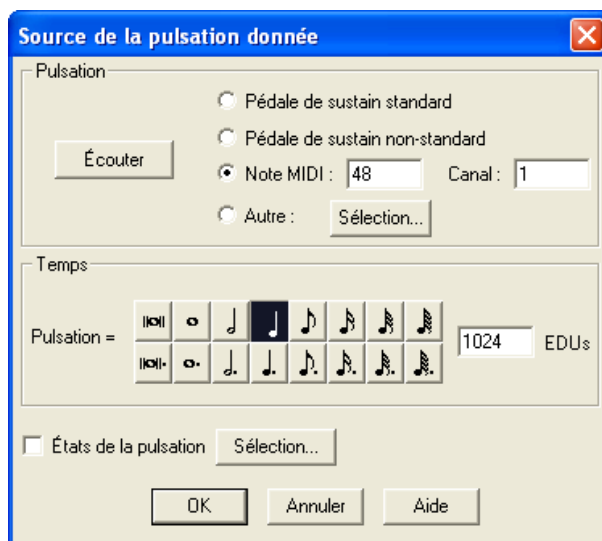 Source de la pulsation donnée
Pulsation
Pédale de sustain standard
Pédale de sustain non-standard
Écouter
Note MIDI : 48 Canal : 1
Autre : Sélection...
Temps
Pulsation = 1024 EDUs
États de la pulsation Sélection...
OK Annuler Aide